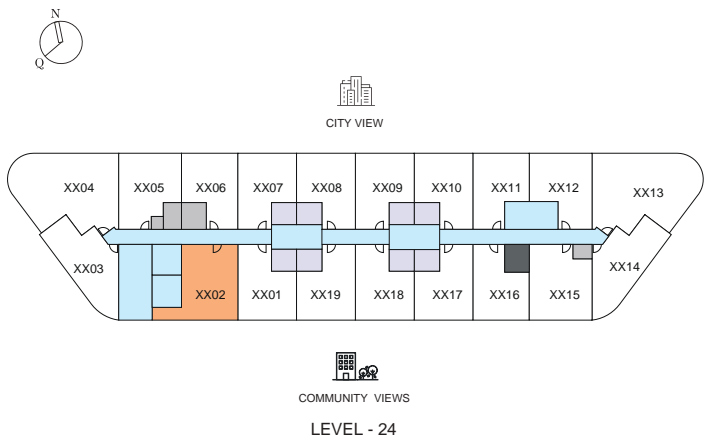 N
Q
CITY VIEW
XX04 XX05 XX06 XX07 XX08 XX09 XX10 XX11 XX12 XX13
XX03 XX14
XX02 XX01 XX19 XX18 XX17 XX16 XX15
COMMUNITY VIEWS
LEVEL - 24